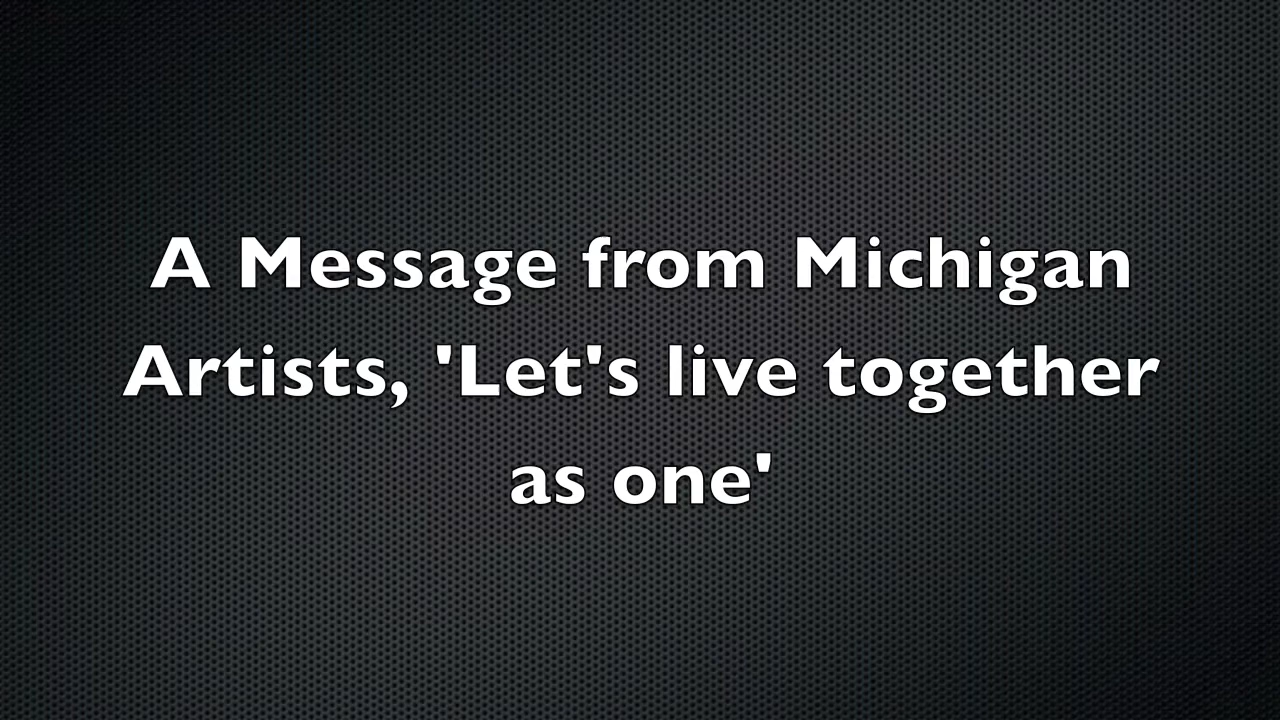 A Message from Michigan
Artists, 'Let's live together
as one'